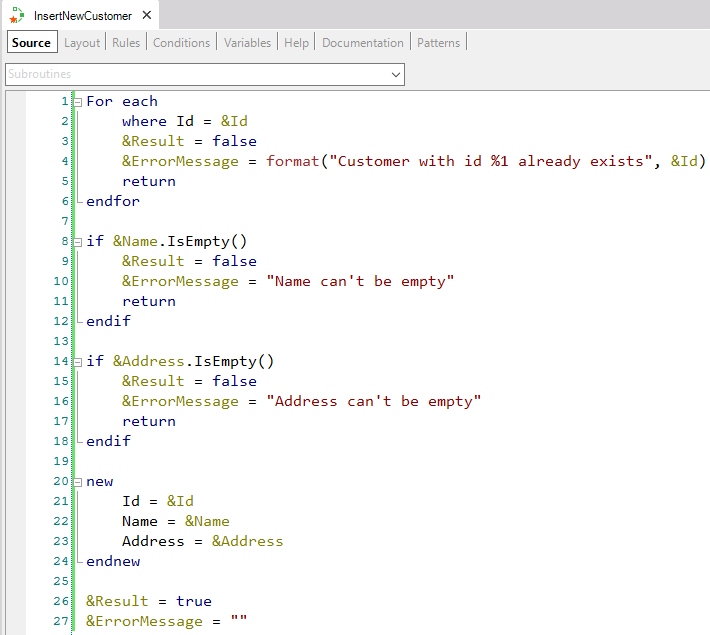 InsertNewCustomer
Source Layout Rules Conditions Variables Help Documentation Patterns
Subroutines
1 For each
2 where Id = &Id
3 &Result = false
4 &ErrorMessage = format("Customer with id %1 already exists", &Id)
5 return
6 endfor
7
8 if &Name.IsEmpty()
9 &Result = false
10 &ErrorMessage = "Name can't be empty"
11 return
12 endif
13
14 if &Address.IsEmpty()
15 &Result = false
16 &ErrorMessage = "Address can't be empty"
17 return
18 endif
19
20 new
21 Id = &Id
22 Name = &Name
23 Address = &Address
24 endnew
25
26 &Result = true
27 &ErrorMessage = ""